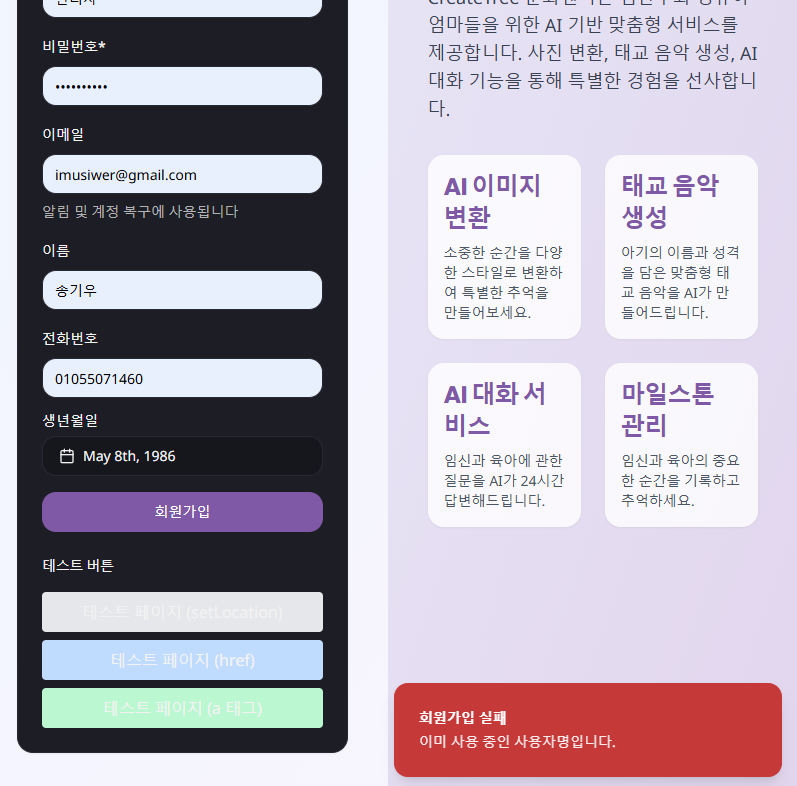 관리자
비밀번호*
••••••••••
이메일
imusiwer@gmail.com
알림 및 계정 복구에 사용됩니다
이름
송기우
전화번호
01055071460
생년월일
May 8th, 1986
회원가입
테스트 버튼
테스트 페이지 (setLocation)
테스트 페이지 (href)
테스트 페이지 (a 태그)
엄마들을 위한 AI 기반 맞춤형 서비스를
제공합니다. 사진 변환, 태교 음악 생성, AI
대화 기능을 통해 특별한 경험을 선사합니
다.
AI 이미지
변환
소중한 순간을 다양
한 스타일로 변환하
여 특별한 추억을
만들어보세요.
태교 음악
생성
아기의 이름과 성격
을 담은 맞춤형 태
교 음악을 AI가 만
들어드립니다.
AI 대화 서
비스
임신과 육아에 관한
질문을 AI가 24시간
답변해드립니다.
마일스톤
관리
임신과 육아의 중요
한 순간을 기록하고
추억하세요.
회원가입 실패
이미 사용 중인 사용자명입니다.